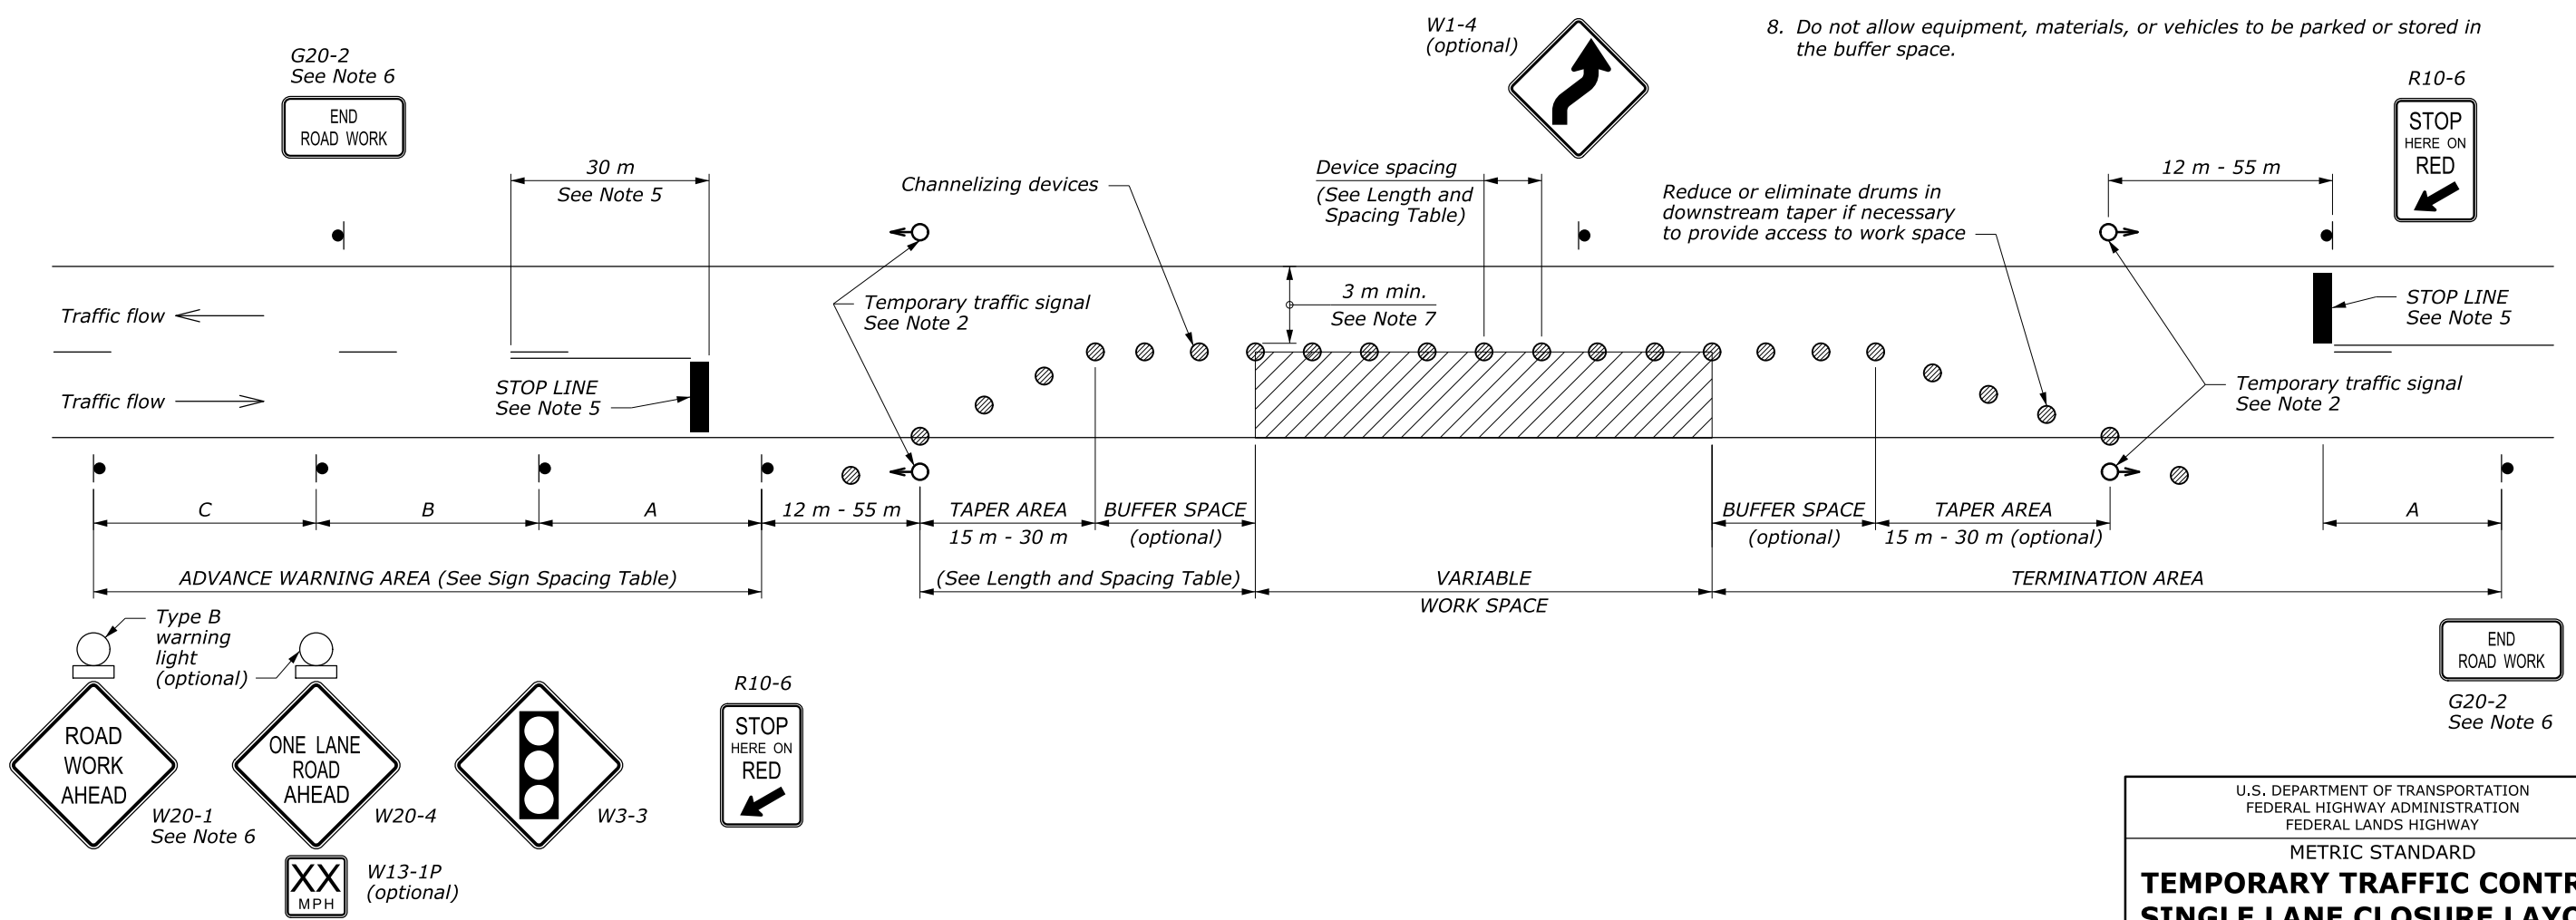 W1-4
(optional)
8. Do not allow equipment, materials, or vehicles to be parked or stored in
the buffer space.
G20-2
See Note 6
END
ROAD WORK
R10-6
STOP
HERE ON
RED
30 m
See Note 5
Channelizing devices
Device spacing
(See Length and
Spacing Table)
Reduce or eliminate drums in
downstream taper if necessary
to provide access to work space
12 m - 55 m
Traffic flow
Temporary traffic signal
See Note 2
3 m min.
See Note 7
STOP LINE
See Note 5
Traffic flow
STOP LINE
See Note 5
Temporary traffic signal
See Note 2
C
B
A
12 m - 55 m
TAPER AREA
15 m - 30 m
BUFFER SPACE
(optional)
BUFFER SPACE
(optional)
TAPER AREA
15 m - 30 m (optional)
A
ADVANCE WARNING AREA (See Sign Spacing Table)
(See Length and Spacing Table)
VARIABLE
WORK SPACE
TERMINATION AREA
Type B
warning
light
(optional)
ROAD
WORK
AHEAD
W20-1
See Note 6
ONE LANE
ROAD
AHEAD
W20-4
XX
MPH
W13-1P
(optional)
W3-3
R10-6
STOP
HERE ON
RED
END
ROAD WORK
G20-2
See Note 6
U.S. DEPARTMENT OF TRANSPORTATION
FEDERAL HIGHWAY ADMINISTRATION
FEDERAL LANDS HIGHWAY
METRIC STANDARD
TEMPORARY TRAFFIC CONTR
SINGLE LANE CLOSURE LAYO